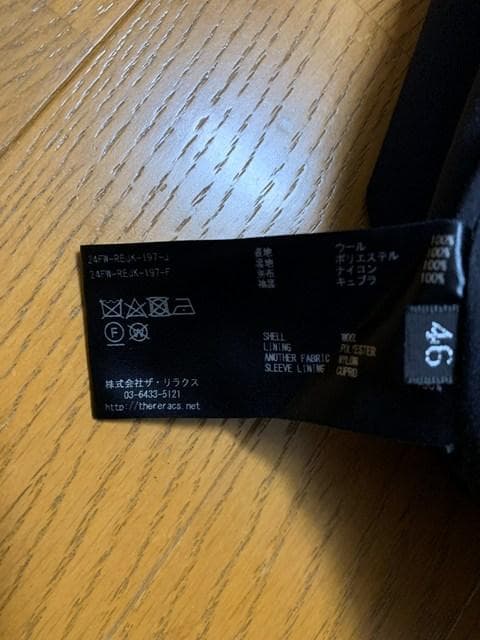 24FW-REJK-197-J
24FW-REJK-197-F
表地 ウール 100%
裏地 ポリエステル 100%
別布 ナイロン 100%
袖裏 キュプラ 100%
F
W
SHELL WOOL
LINING POLYESTER
ANOTHER FABRIC NYLON
SLEEVE LINING CUPRO
46
株式会社ザ・リラクス
03-6433-5121
http://thereracs.net